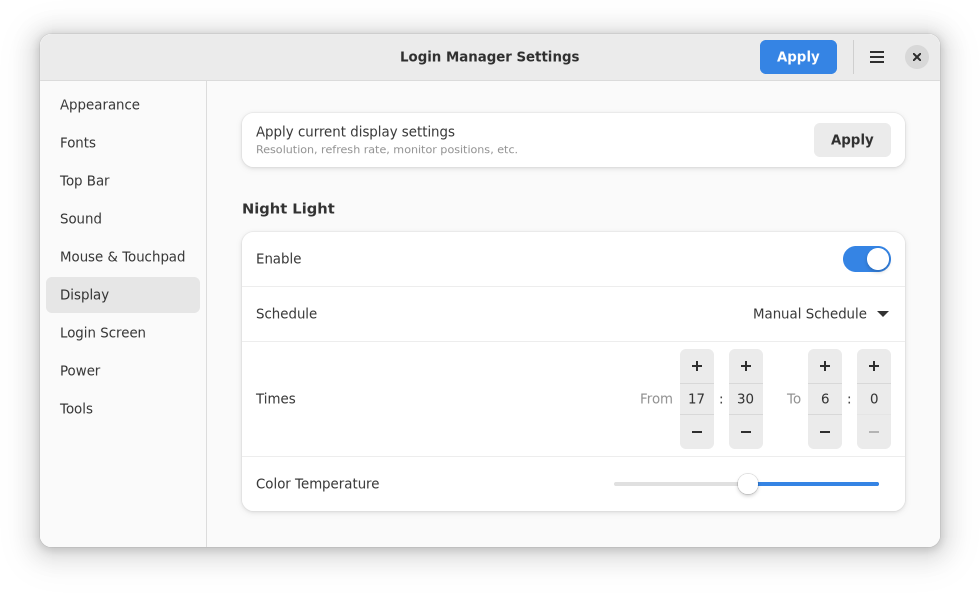 Login Manager Settings
Apply
Appearance
Fonts
Top Bar
Sound
Mouse & Touchpad
Display
Login Screen
Power
Tools
Apply current display settings
Resolution, refresh rate, monitor positions, etc.
Apply
Night Light
Enable
Schedule
Manual Schedule
Times
From 17 : 30 To 6 : 0
Color Temperature